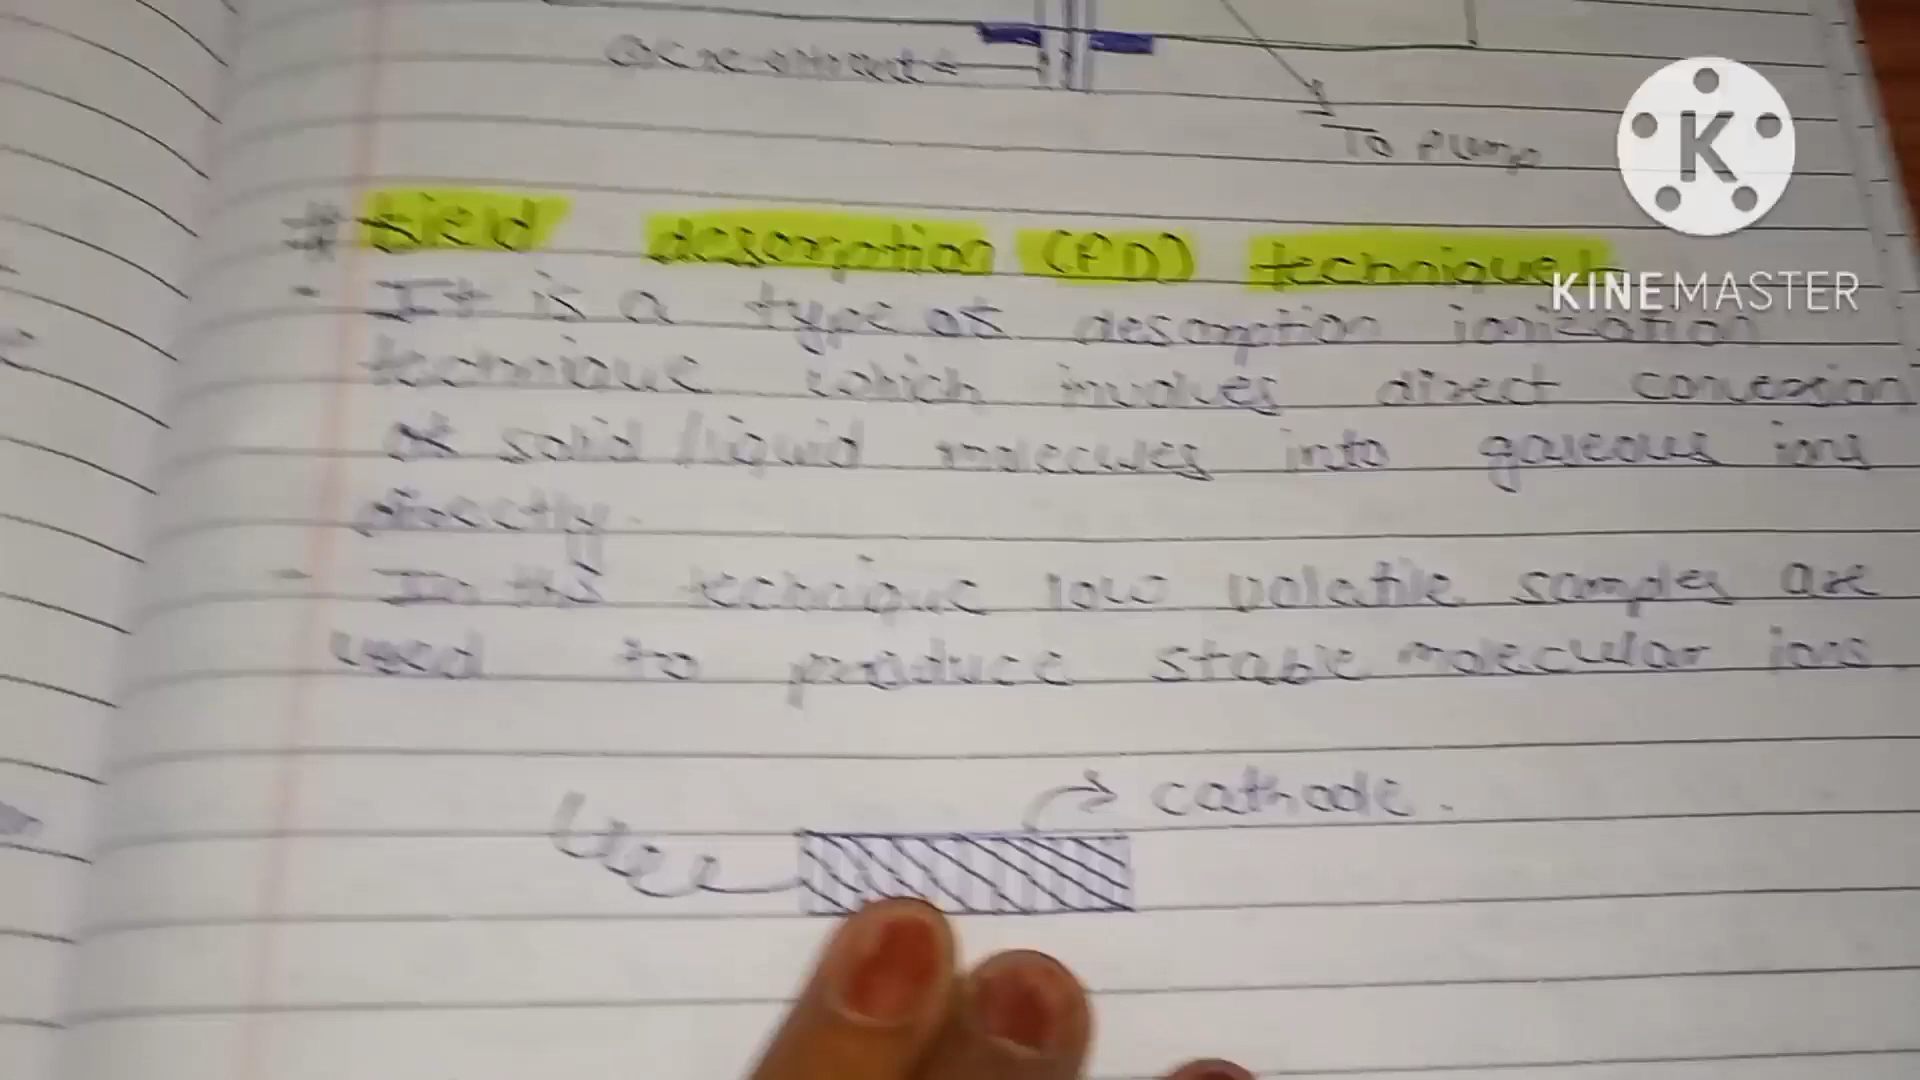 To pump
# Field desorption (FD) technique :-
- It is a type of desorption ionization
technique which involves direct conversion
of solid/liquid molecules into gaseous ions
directly.
- In this technique low volatile samples are
used to produce stable molecular ions
cathode.
KINEMASTER